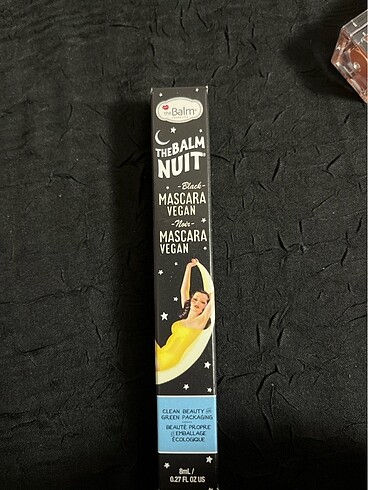 theBalm
THEBALM
NUIT
-Black-
MASCARA
VEGAN
-Noir-
MASCARA
VEGAN
CLEAN BEAUTY
GREEN PACKAGING
BEAUTÉ PROPRE
EMBALLAGE
ÉCOLOGIQUE
8mL /
0.27 FL OZ US